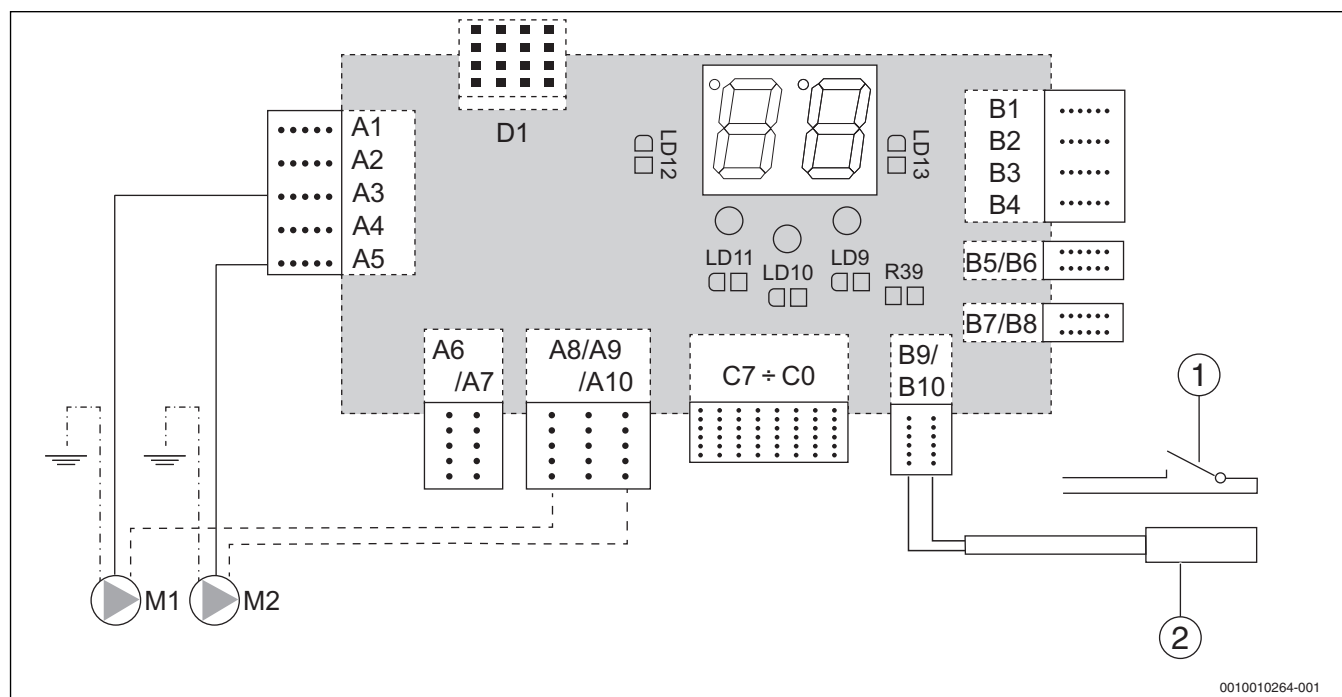 D1
A1
A2
A3
A4
A5
LD12
LD13
B1
B2
B3
B4
LD11
LD10
LD9
R39
B5/B6
B7/B8
A6
/A7
A8/A9
/A10
C7 ÷ C0
B9/
B10
1
M1
M2
2
0010010264-001